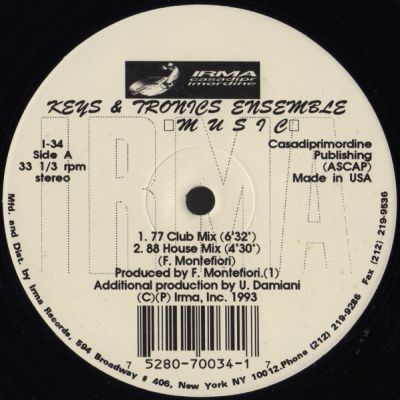 IRMA
casadipr
imordine
KEYS & TRONICS ENSEMBLE
"MUSIC"
I-34
Side A
33 1/3 rpm
stereo
Casadiprimordine
Publishing
(ASCAP)
Made in USA
IRMA
1. 77 Club Mix (6'32")
2. 88 House Mix (4'30")
(F. Montefiori)
Produced by F. Montefiori.(1)
Additional production by U. Damiani
(C)(P) Irma, Inc. 1993
7 5280-70034-1 7
Mfd. and Dist. by Irma Records, 594 Broadway # 406, New York NY 10012.Phone (212) 219-9286 Fax (212) 219-9536